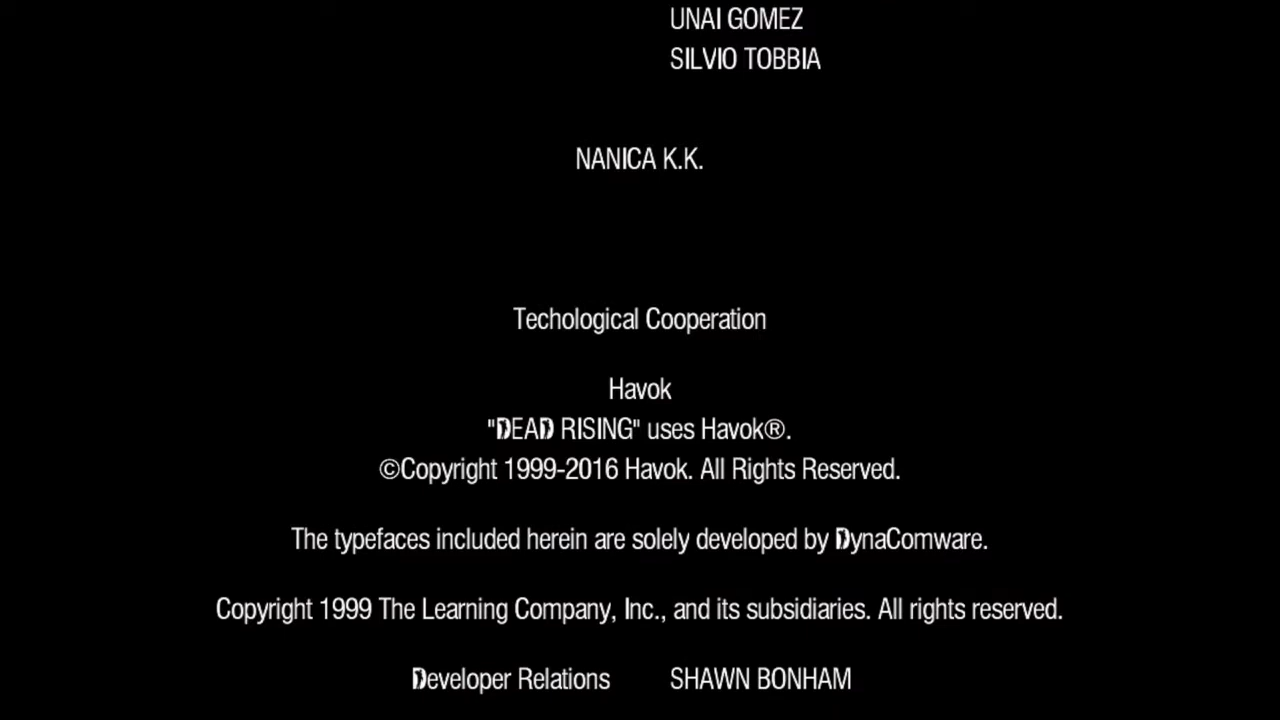 UNAI GOMEZ
SILVIO TOBBIA
NANICA K.K.
Techological Cooperation
Havok
"DEAD RISING" uses Havok®.
©Copyright 1999-2016 Havok. All Rights Reserved.
The typefaces included herein are solely developed by DynaComware.
Copyright 1999 The Learning Company, Inc., and its subsidiaries. All rights reserved.
Developer Relations SHAWN BONHAM